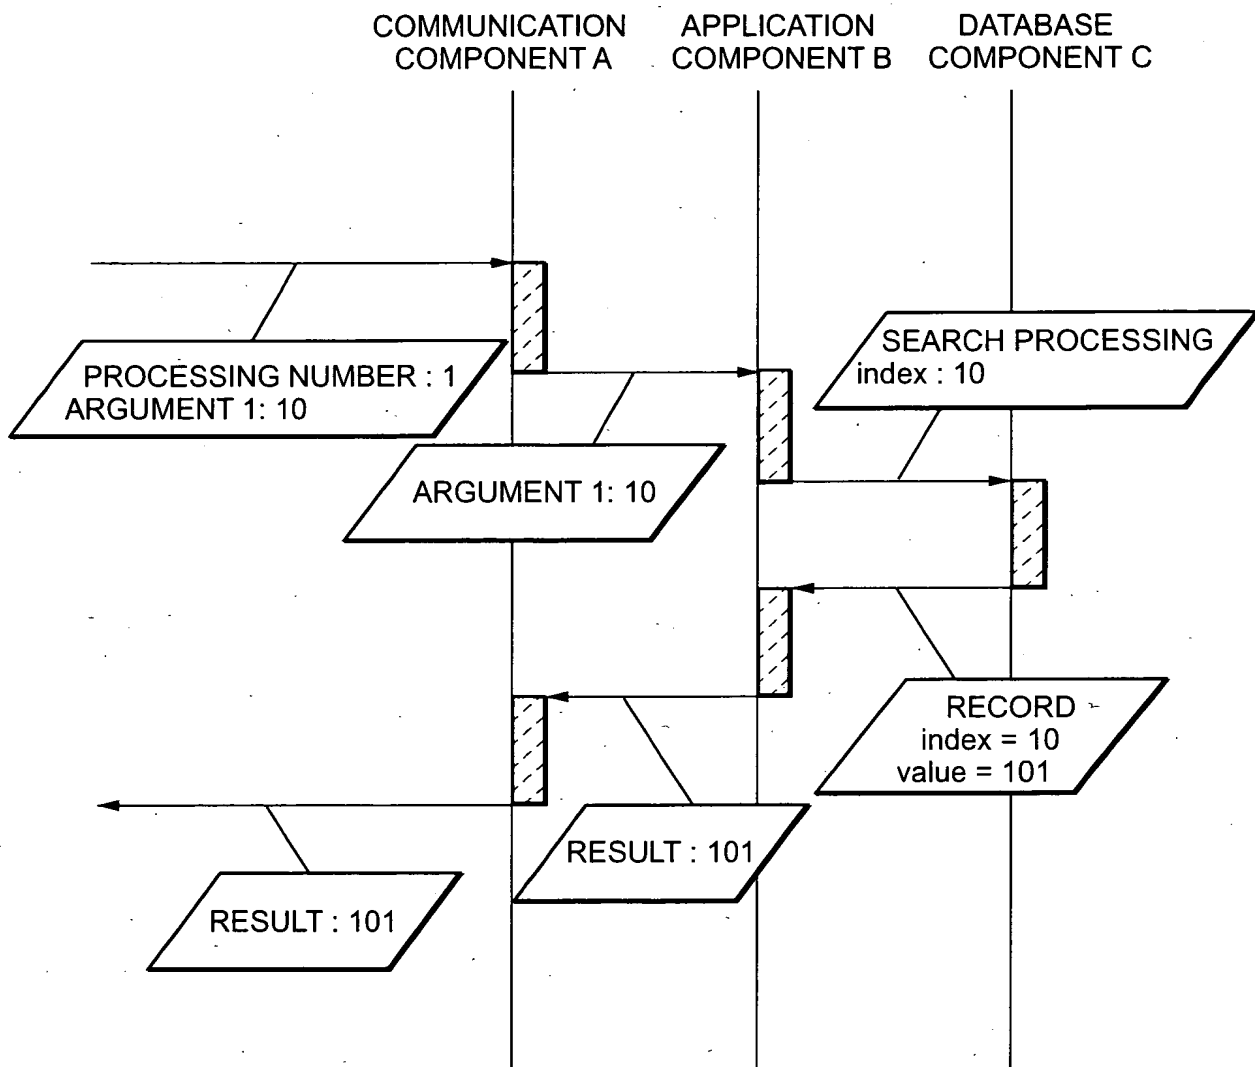 COMMUNICATION
COMPONENT A
APPLICATION
COMPONENT B
DATABASE
COMPONENT C
PROCESSING NUMBER : 1
ARGUMENT 1: 10
ARGUMENT 1: 10
SEARCH PROCESSING
index : 10
RECORD
index = 10
value = 101
RESULT : 101
RESULT : 101